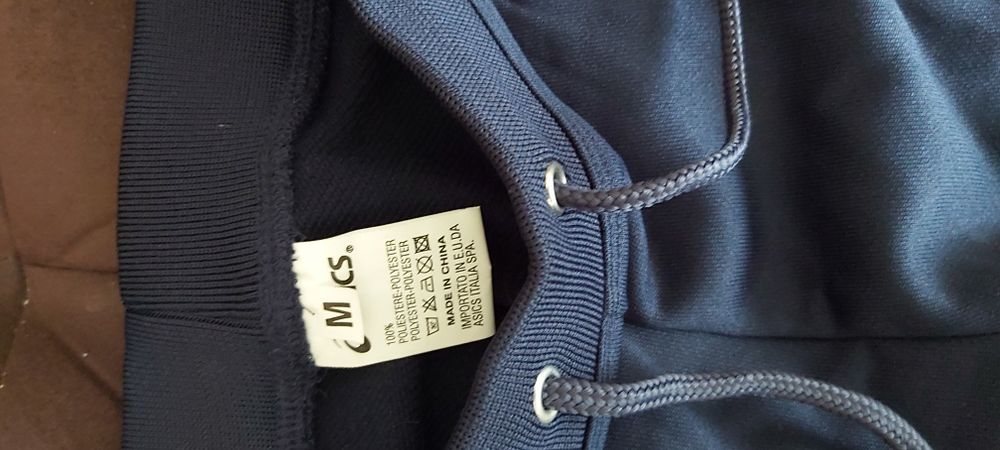 M
CS®
100%
POLIESTERE-POLYESTER
POLYESTER-POLYESTER
MADE IN CHINA
IMPORTATO IN E.U.DA
ASICS ITALIA SPA.